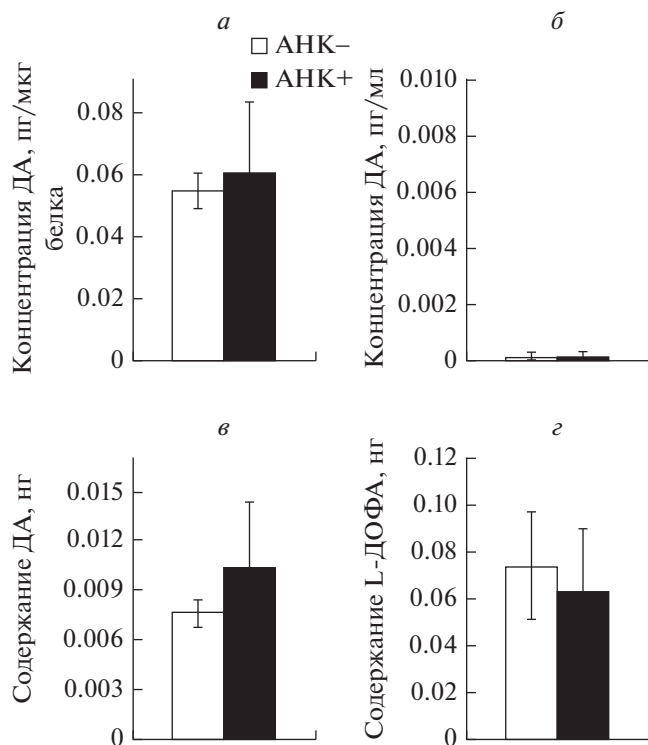 а
б
АНК–
АНК+
Концентрация ДА, пг/мкг
белка
0.08
0.06
0.04
0.02
0
Концентрация ДА, пг/мл
0.010
0.008
0.006
0.004
0.002
0
в
г
Содержание ДА, нг
0.015
0.012
0.009
0.006
0.003
0
Содержание L-ДОФА, нг
0.12
0.10
0.08
0.06
0.04
0.02
0